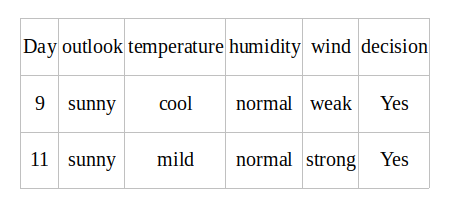 Day outlook temperature humidity wind decision
9 sunny cool normal weak Yes
11 sunny mild normal strong Yes